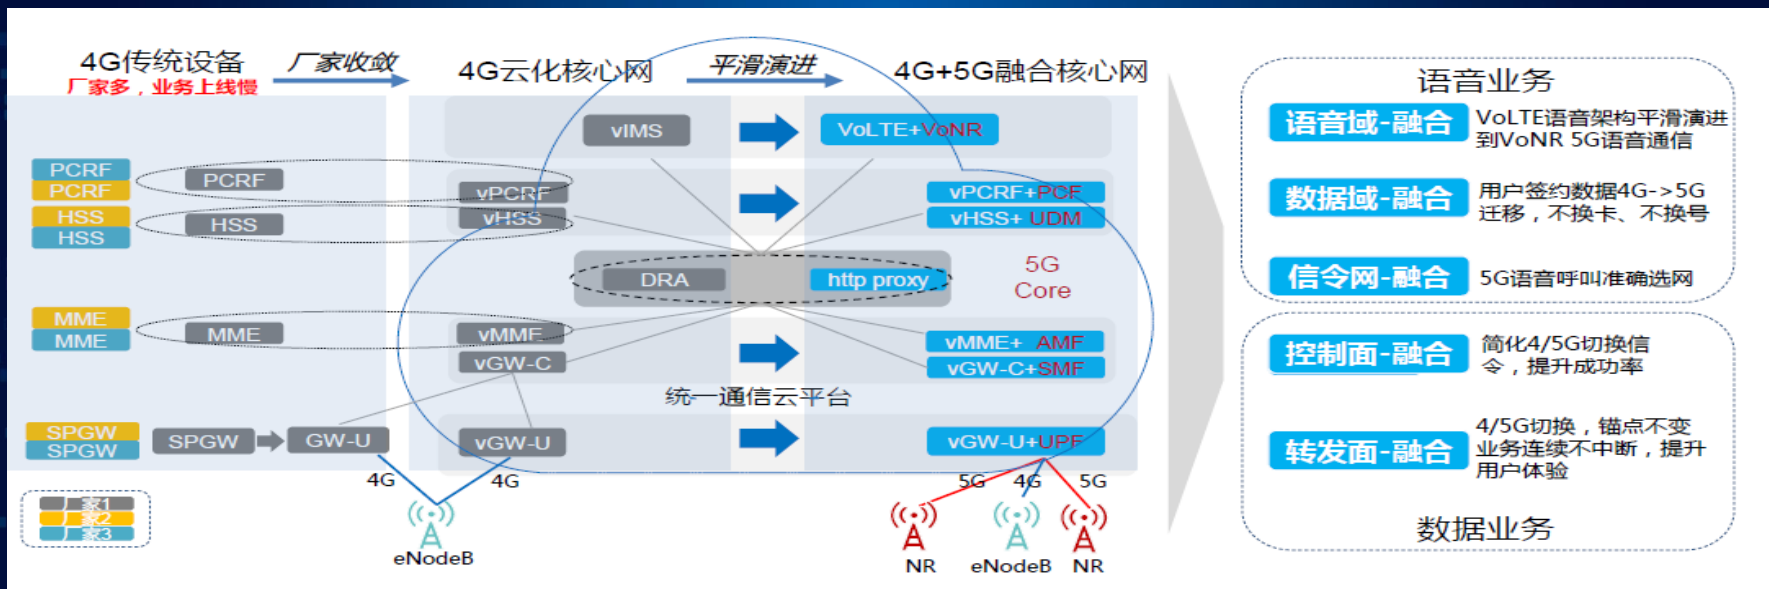 4G传统设备
厂家多，业务上线慢
厂家收敛
4G云化核心网
平滑演进
4G+5G融合核心网
vIMS
VoLTE+VoNR
PCRF
PCRF
PCRF
vPCRF
vPCRF+PCF
HSS
HSS
HSS
vHSS
vHSS+ UDM
DRA
http proxy
5G
Core
MME
MME
MME
vMME
vMME+ AMF
vGW-C
vGW-C+SMF
统一通信云平台
SPGW
SPGW
SPGW
GW-U
vGW-U
vGW-U+UPF
4G
4G
5G
4G
5G
厂家1
厂家2
厂家3
eNodeB
NR
eNodeB
NR
语音业务
语音域-融合
VoLTE语音架构平滑演进
到VoNR 5G语音通信
数据域-融合
用户签约数据4G->5G
迁移，不换卡、不换号
信令网-融合
5G语音呼叫准确选网
控制面-融合
简化4/5G切换信
令，提升成功率
转发面-融合
4/5G切换，锚点不变
业务连续不中断，提升
用户体验
数据业务